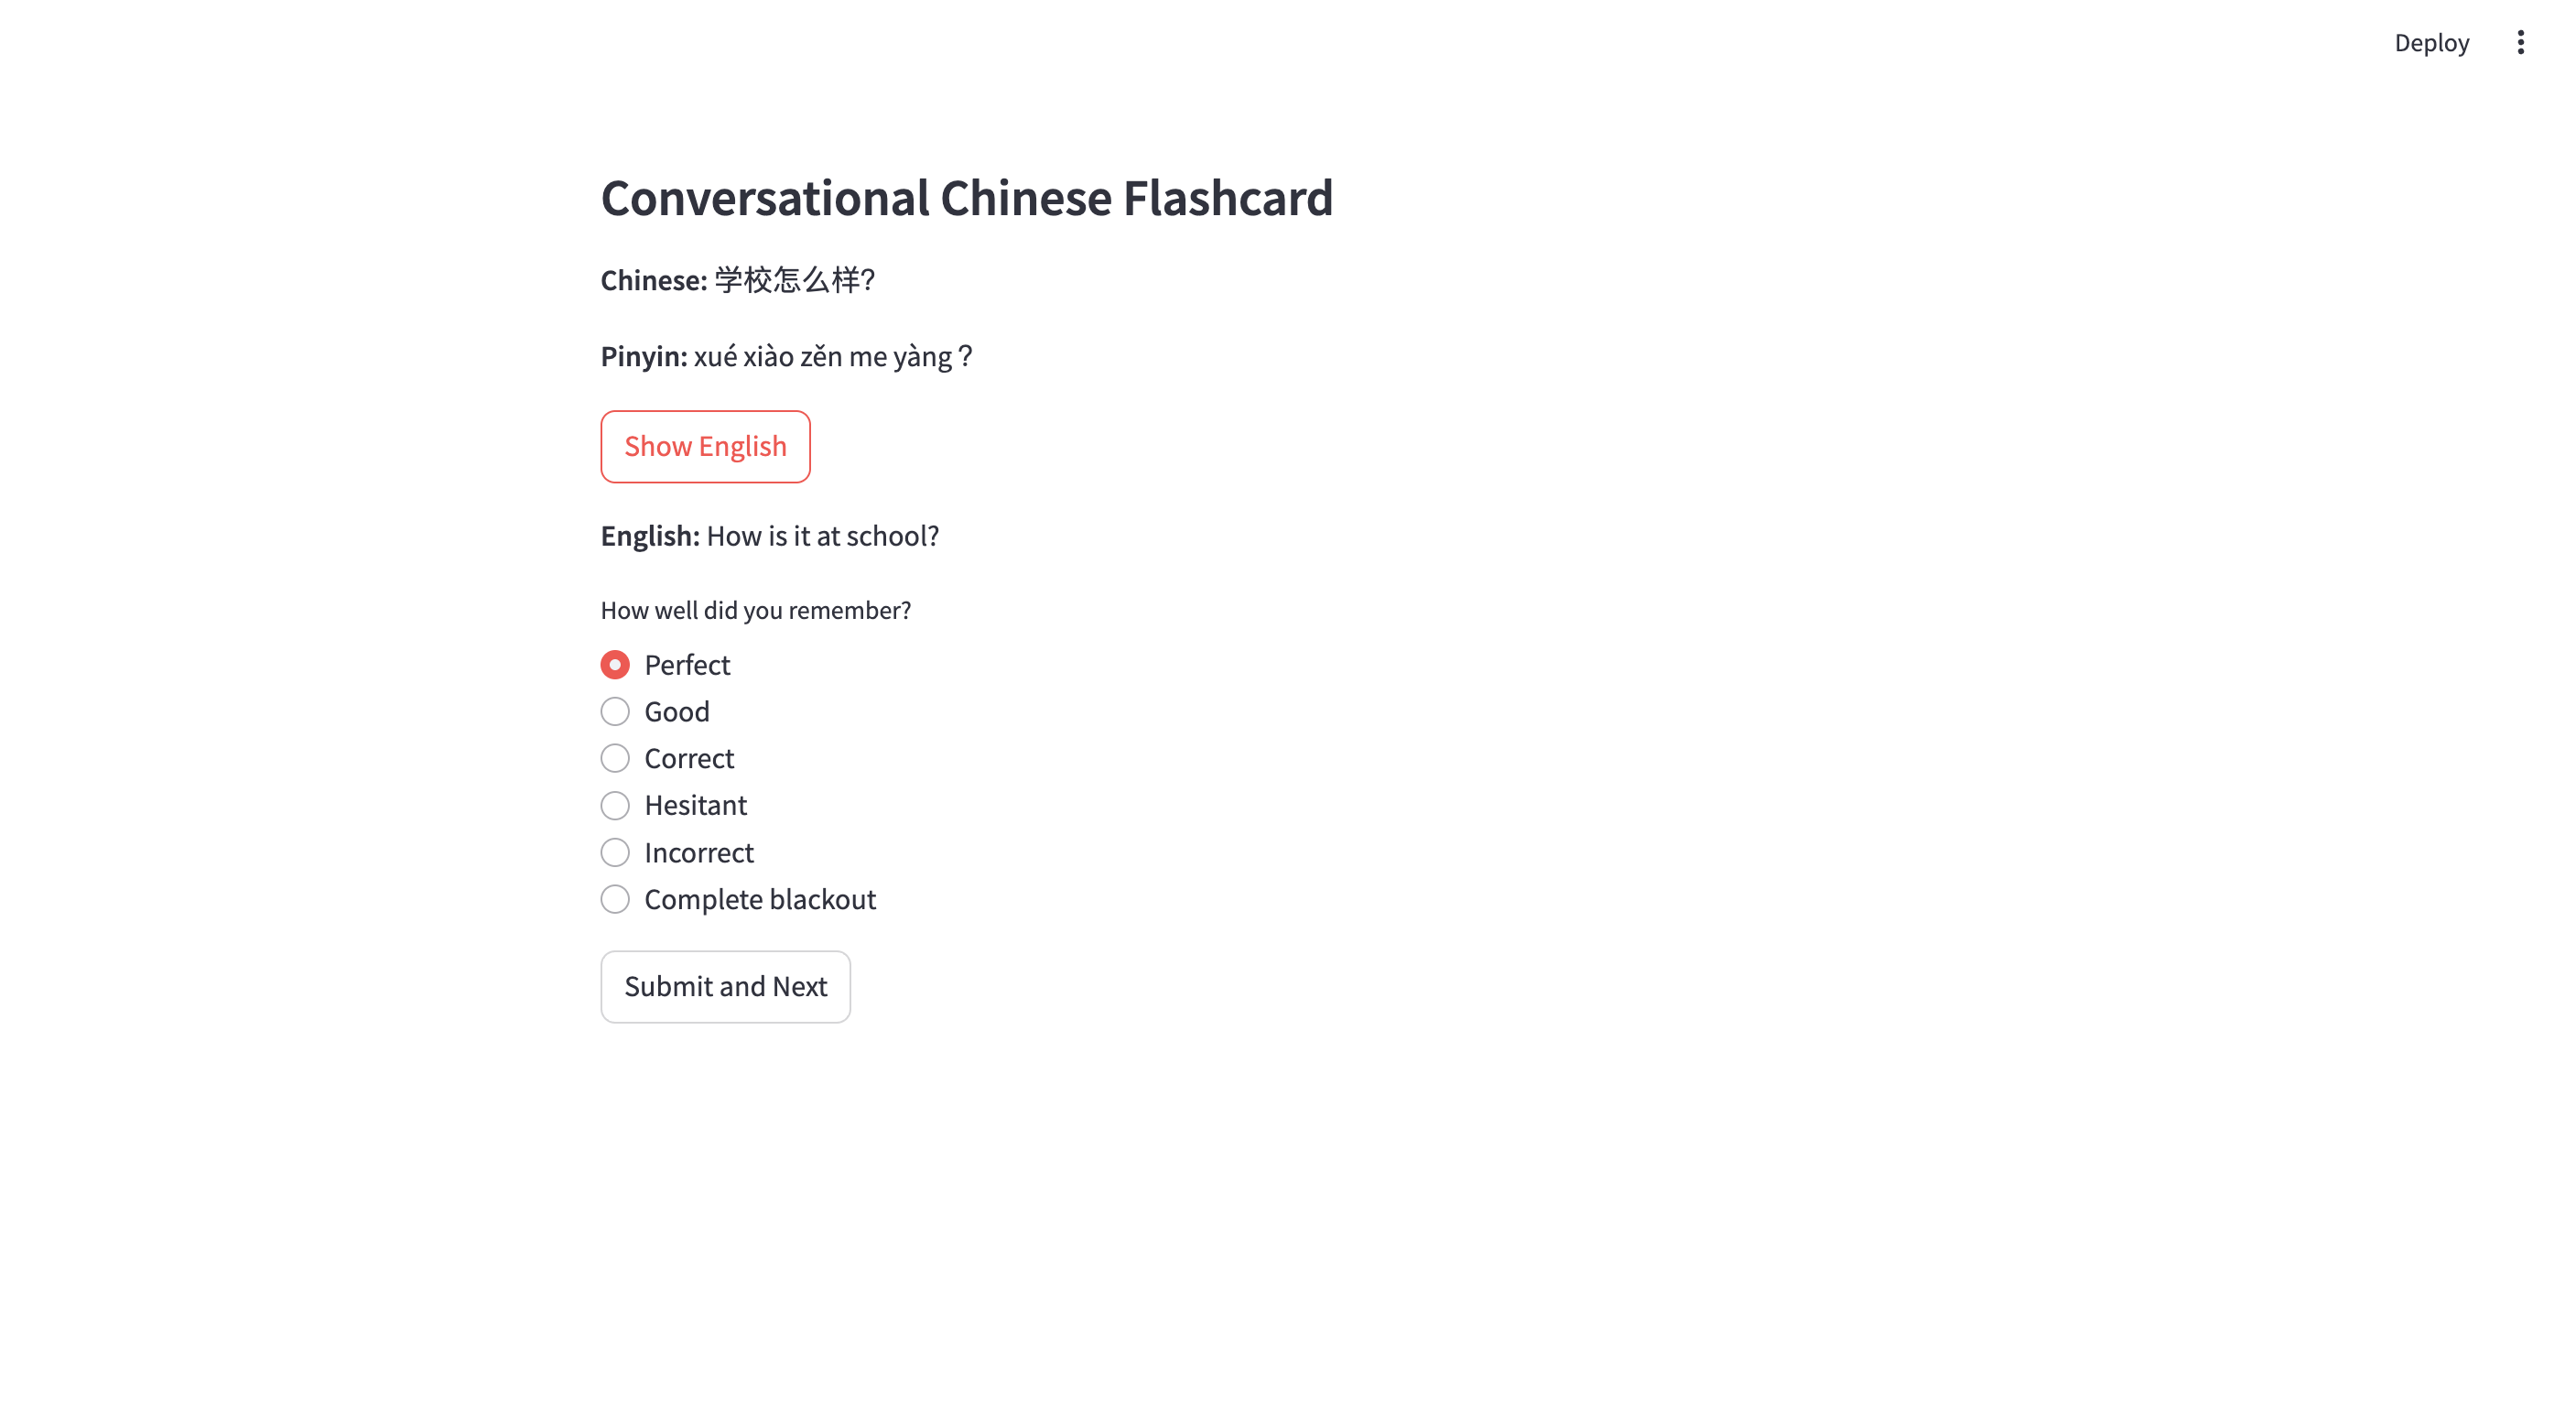 Deploy
Conversational Chinese Flashcard
Chinese: 学校怎么样?
Pinyin: xué xiào zěn me yàng ?
Show English
English: How is it at school?
How well did you remember?
Perfect
Good
Correct
Hesitant
Incorrect
Complete blackout
Submit and Next